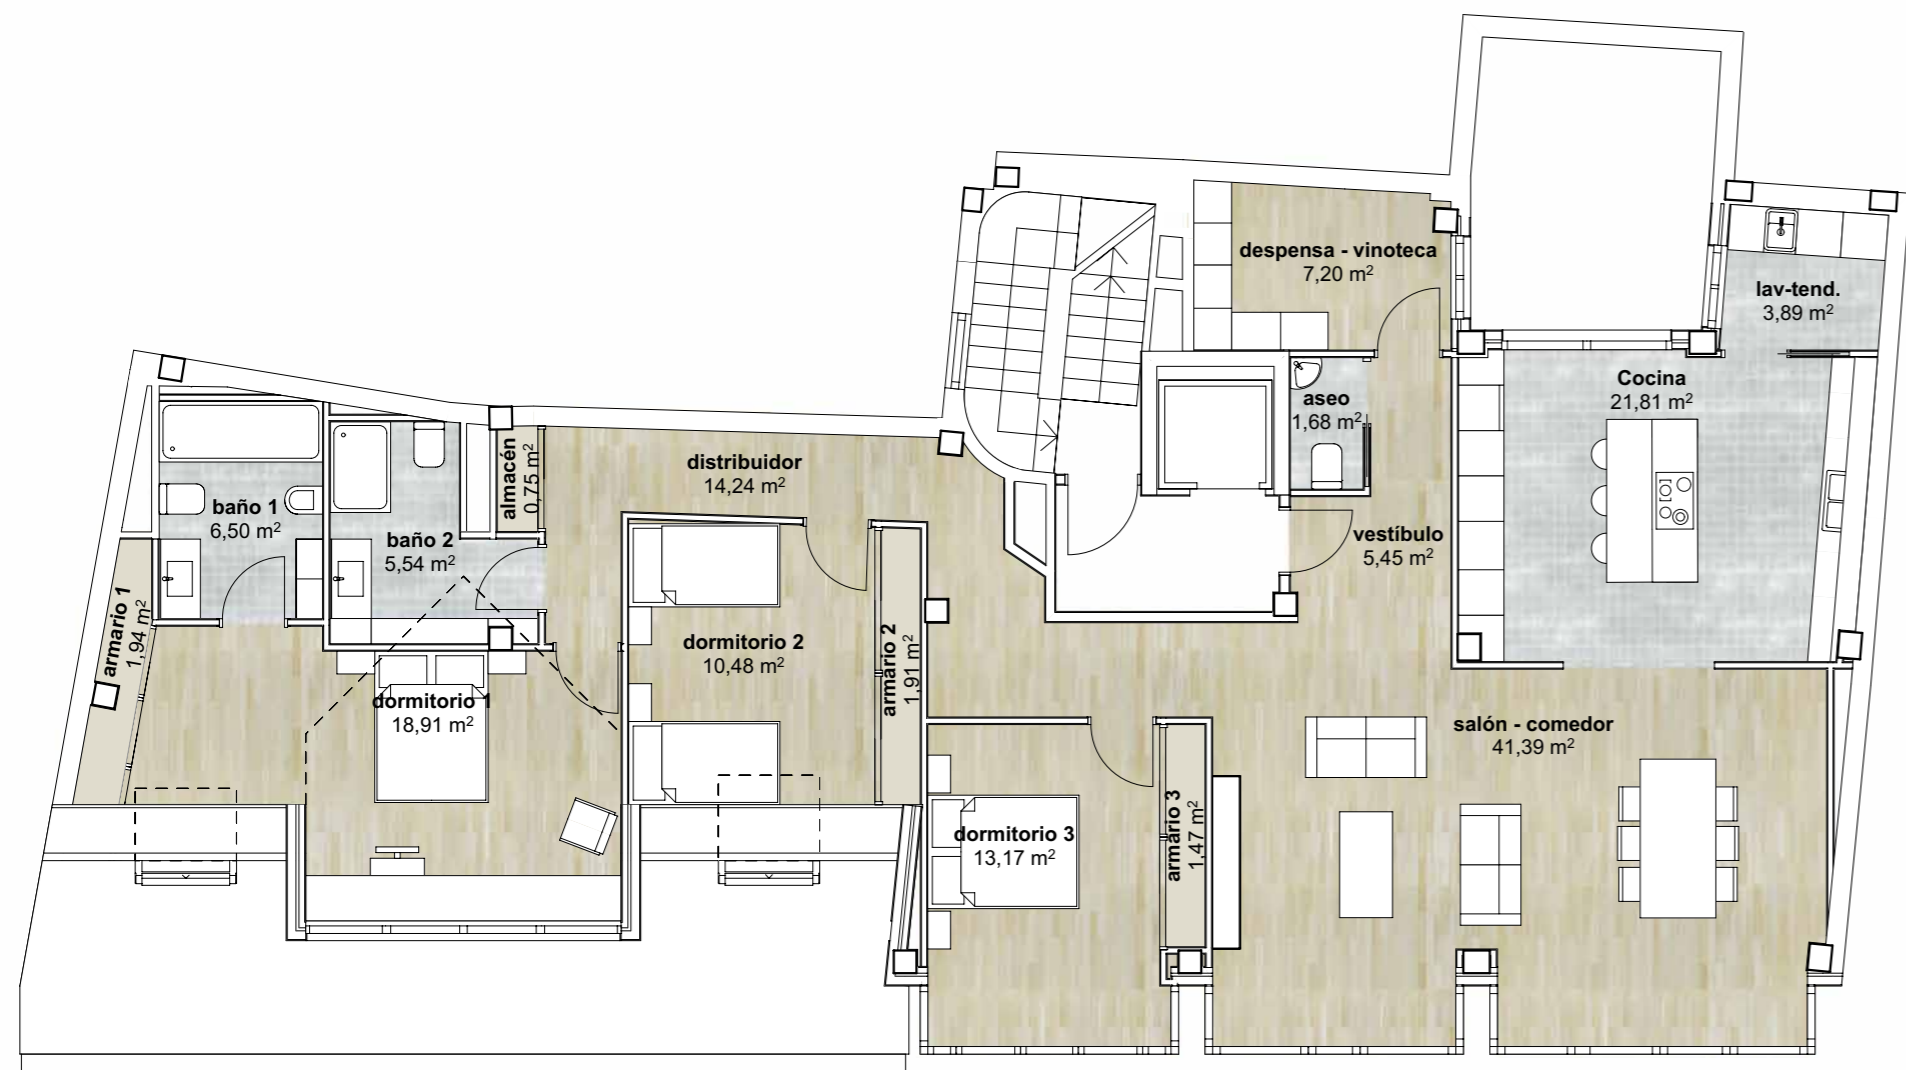 despensa - vinoteca
7,20 m²
lav-tend.
3,89 m²
Cocina
21,81 m²
aseo
1,68 m²
distribuidor
14,24 m²
almacén
0,75 m²
baño 1
6,50 m²
baño 2
5,54 m²
vestíbulo
5,45 m²
armario 1
1,94 m²
dormitorio 2
10,48 m²
armario 2
1,91 m²
dormitorio 1
18,91 m²
salón - comedor
41,39 m²
dormitorio 3
13,17 m²
armario 3
1,47 m²